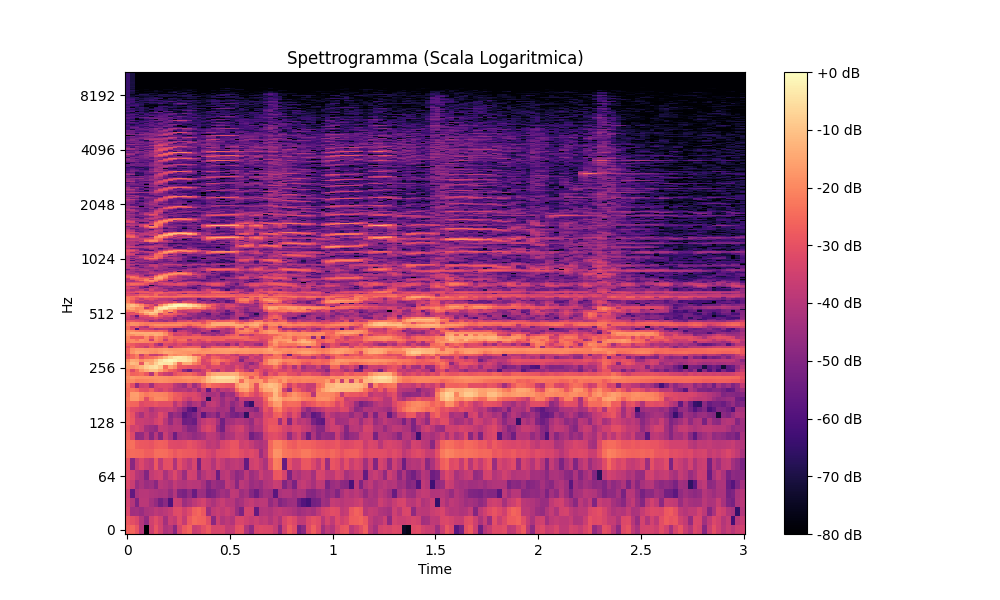 Spettrogramma (Scala Logaritmica)
Hz
8192
4096
2048
1024
512
256
128
64
0
0 0.5 1 1.5 2 2.5 3
Time
+0 dB
-10 dB
-20 dB
-30 dB
-40 dB
-50 dB
-60 dB
-70 dB
-80 dB